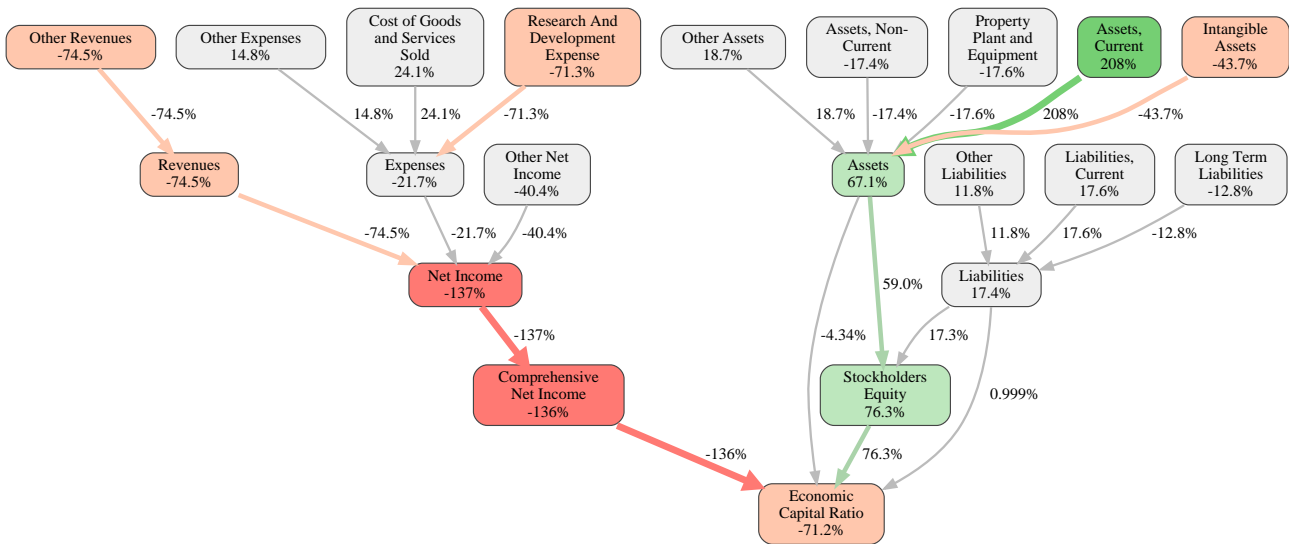 Other Revenues
-74.5%
Other Expenses
14.8%
Cost of Goods
and Services
Sold
24.1%
Research And
Development
Expense
-71.3%
Other Assets
18.7%
Assets, Non-
Current
-17.4%
Property
Plant and
Equipment
-17.6%
Assets,
Current
208%
Intangible
Assets
-43.7%
-74.5%
14.8%
24.1%
-71.3%
18.7%
-17.4%
-17.6%
208%
-43.7%
Revenues
-74.5%
Expenses
-21.7%
Other Net
Income
-40.4%
Assets
67.1%
Other
Liabilities
11.8%
Liabilities,
Current
17.6%
Long Term
Liabilities
-12.8%
-74.5%
-21.7%
-40.4%
11.8%
17.6%
-12.8%
Net Income
-137%
59.0%
Liabilities
17.4%
-137%
-4.34%
17.3%
Comprehensive
Net Income
-136%
Stockholders
Equity
76.3%
0.999%
-136%
76.3%
Economic
Capital Ratio
-71.2%